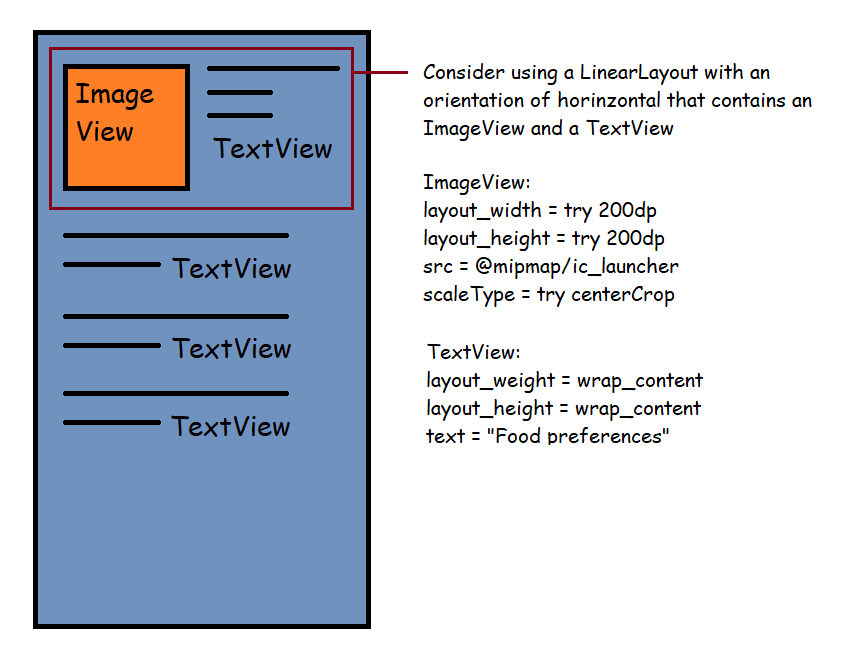 Image
View
TextView
TextView
TextView
TextView
Consider using a LinearLayout with an
orientation of horinzontal that contains an
ImageView and a TextView
ImageView:
layout_width = try 200dp
layout_height = try 200dp
src = @mipmap/ic_launcher
scaleType = try centerCrop
TextView:
layout_weight = wrap_content
layout_height = wrap_content
text = "Food preferences"